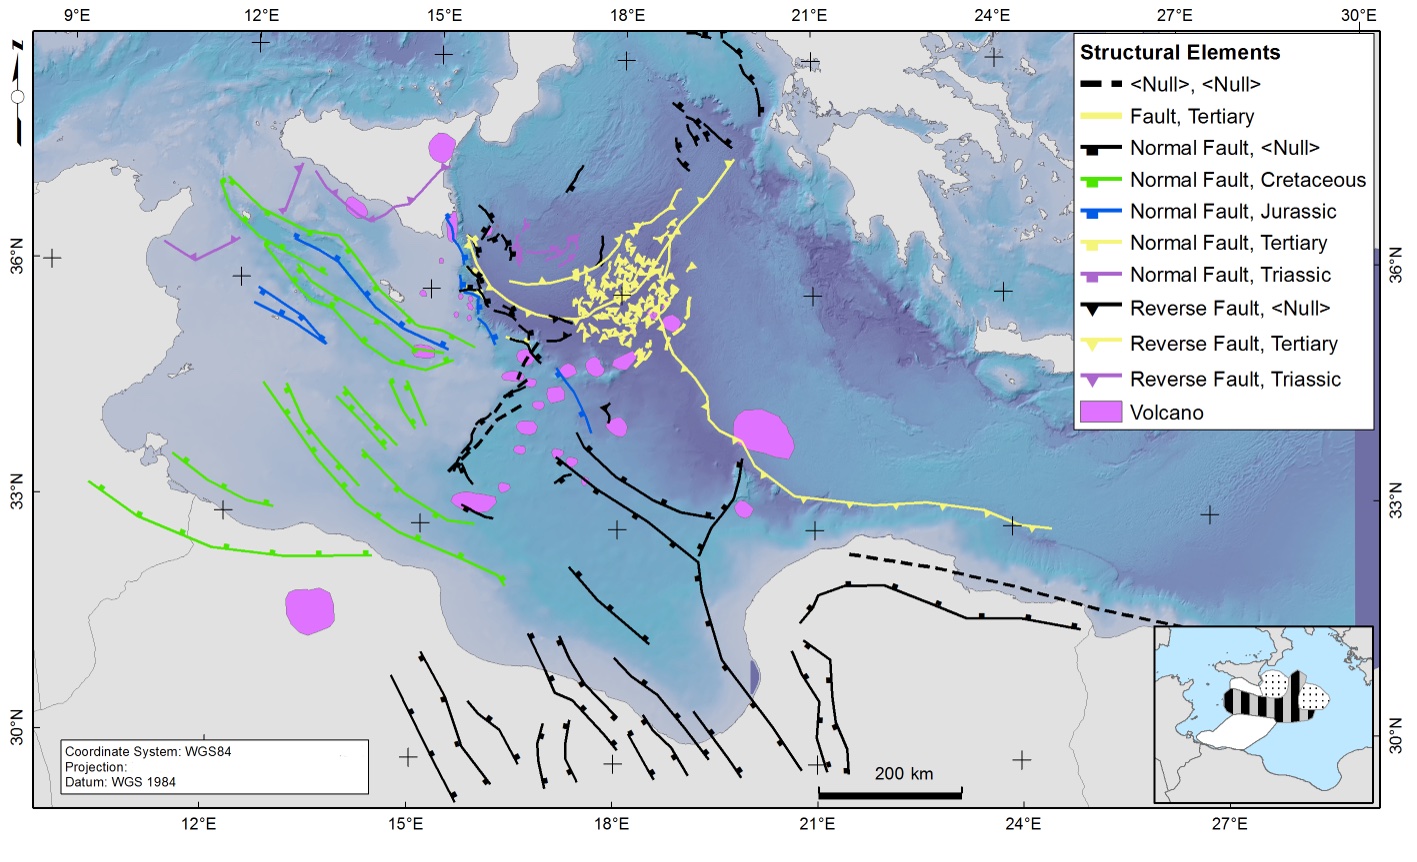 9°E 12°E 15°E 18°E 21°E 24°E 27°E 30°E
z
Structural Elements
<Null>, <Null>
Fault, Tertiary
Normal Fault, <Null>
Normal Fault, Cretaceous
Normal Fault, Jurassic
Normal Fault, Tertiary
Normal Fault, Triassic
Reverse Fault, <Null>
Reverse Fault, Tertiary
Reverse Fault, Triassic
Volcano
36°N 36°N
33°N 33°N
30°N 30°N
Coordinate System: WGS84
Projection:
Datum: WGS 1984
200 km
12°E 15°E 18°E 21°E 24°E 27°E